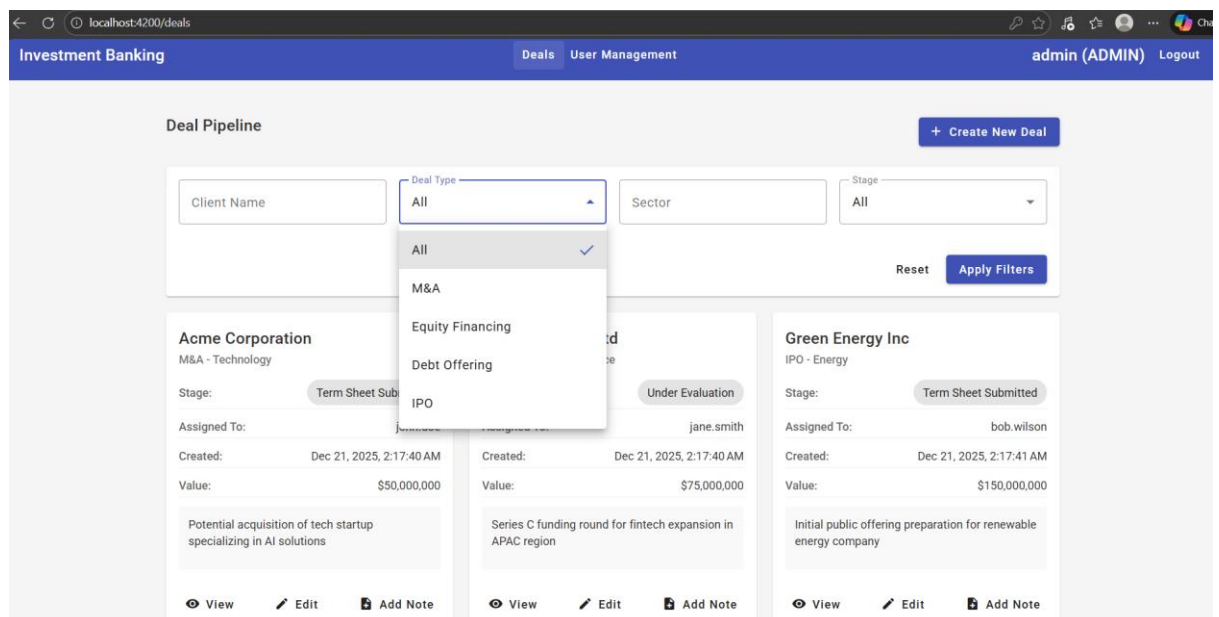 localhost:4200/deals
Cha
Investment Banking
Deals
User Management
admin (ADMIN)
Logout
Deal Pipeline
+ Create New Deal
Client Name
Deal Type
All
Sector
Stage
All
All
M&A
Equity Financing
Debt Offering
IPO
Reset
Apply Filters
Acme Corporation
M&A - Technology
Stage:
Term Sheet Sub
Assigned To:
Created:
Dec 21, 2025, 2:17:40 AM
Value:
$50,000,000
Potential acquisition of tech startup
specializing in AI solutions
View
Edit
Add Note
td
ce
Under Evaluation
jane.smith
Created:
Dec 21, 2025, 2:17:40 AM
Value:
$75,000,000
Series C funding round for fintech expansion in
APAC region
View
Edit
Add Note
Green Energy Inc
IPO - Energy
Stage:
Term Sheet Submitted
Assigned To:
bob.wilson
Created:
Dec 21, 2025, 2:17:41 AM
Value:
$150,000,000
Initial public offering preparation for renewable
energy company
View
Edit
Add Note